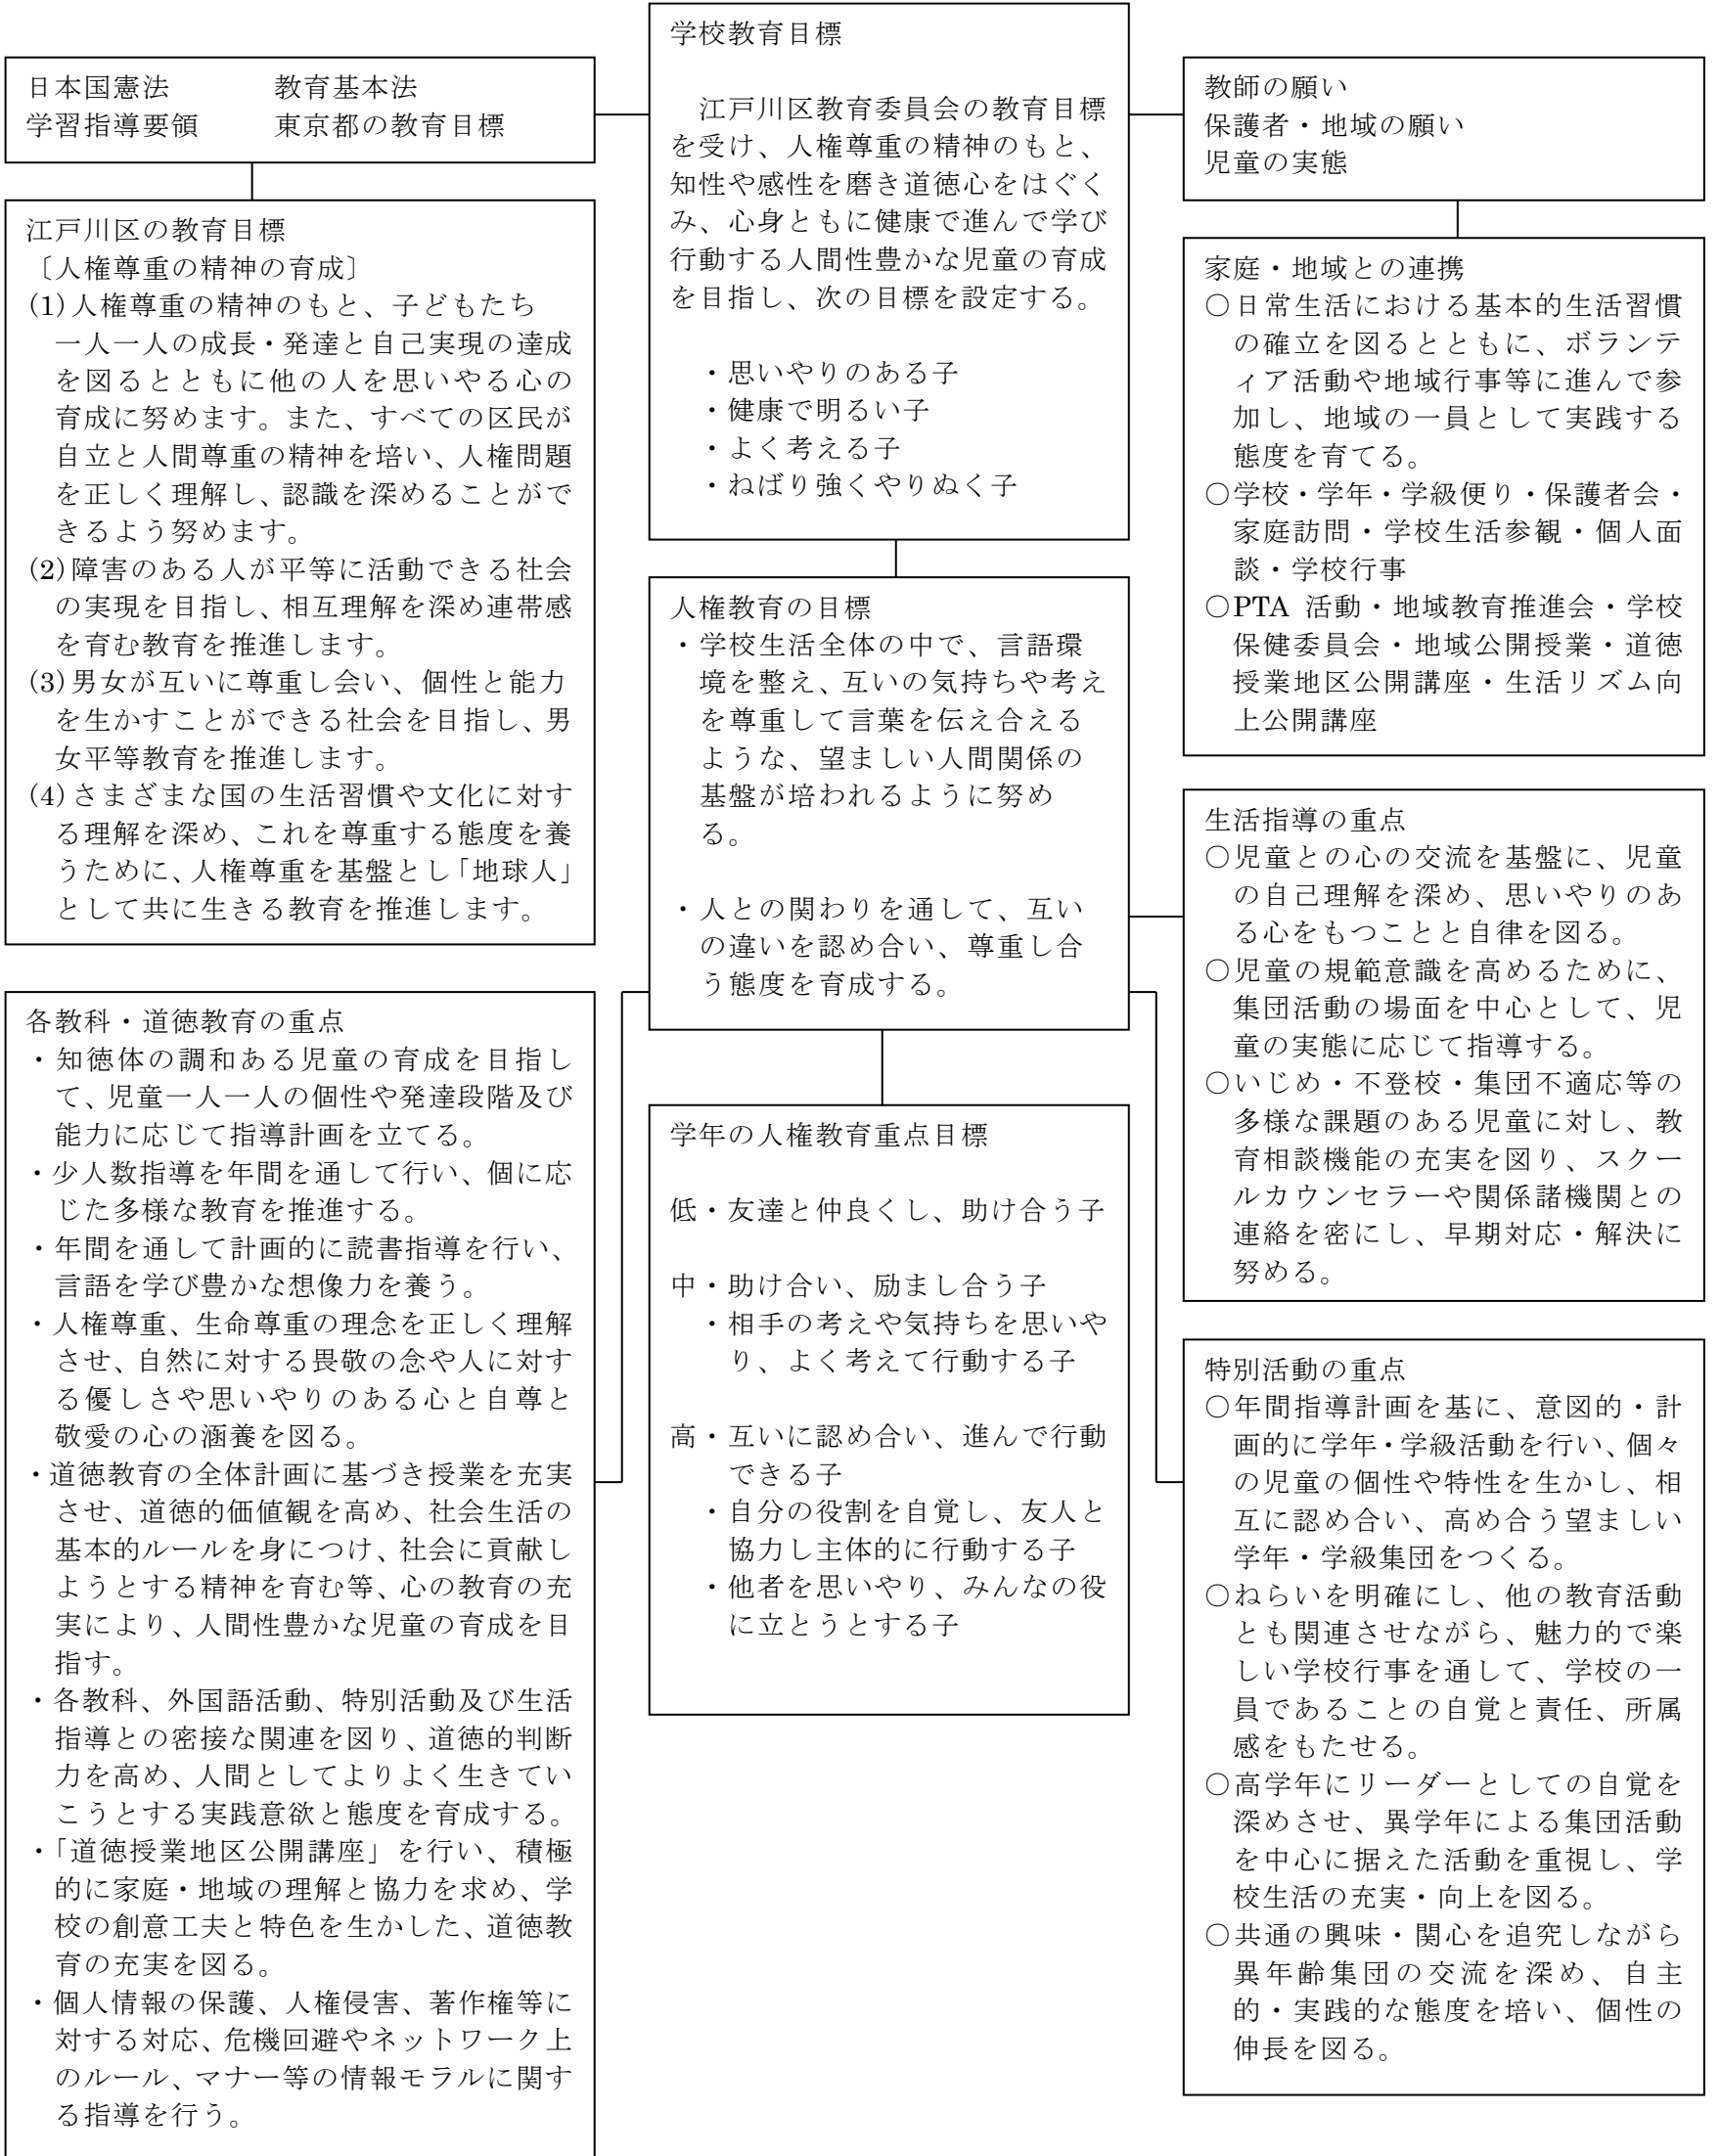 学校教育目標
江戸川区教育委員会の教育目標
を受け、人権尊重の精神のもと、
知性や感性を磨き道徳心をはぐく
み、心身ともに健康で進んで学び
行動する人間性豊かな児童の育成
を目指し、次の目標を設定する。
・思いやりのある子
・健康で明るい子
・よく考える子
・ねばり強くやりぬく子
日本国憲法 教育基本法
学習指導要領 東京都の教育目標
教師の願い
保護者・地域の願い
児童の実態
江戸川区の教育目標
〔人権尊重の精神の育成〕
(1)人権尊重の精神のもと、子どもたち
一人一人の成長・発達と自己実現の達成
を図るとともに他の人を思いやる心の
育成に努めます。また、すべての区民が
自立と人間尊重の精神を培い、人権問題
を正しく理解し、認識を深めることがで
きるよう努めます。
(2)障害のある人が平等に活動できる社会
の実現を目指し、相互理解を深め連帯感
を育む教育を推進します。
(3)男女が互いに尊重し会い、個性と能力
を生かすことができる社会を目指し、男
女平等教育を推進します。
(4)さまざまな国の生活習慣や文化に対す
る理解を深め、これを尊重する態度を養
うために、人権尊重を基盤とし「地球人」
として共に生きる教育を推進します。
家庭・地域との連携
○日常生活における基本的生活習慣
の確立を図るとともに、ボランテ
ィア活動や地域行事等に進んで参
加し、地域の一員として実践する
態度を育てる。
○学校・学年・学級便り・保護者会・
家庭訪問・学校生活参観・個人面
談・学校行事
○PTA 活動・地域教育推進会・学校
保健委員会・地域公開授業・道徳
授業地区公開講座・生活リズム向
上公開講座
人権教育の目標
・学校生活全体の中で、言語環
境を整え、互いの気持ちや考え
を尊重して言葉を伝え合える
ような、望ましい人間関係の
基盤が培われるように努め
る。
・人との関わりを通して、互い
の違いを認め合い、尊重し合
う態度を育成する。
生活指導の重点
○児童との心の交流を基盤に、児童
の自己理解を深め、思いやりのあ
る心をもつことと自律を図る。
○児童の規範意識を高めるために、
集団活動の場面を中心として、児
童の実態に応じて指導する。
○いじめ・不登校・集団不適応等の
多様な課題のある児童に対し、教
育相談機能の充実を図り、スクー
ルカウンセラーや関係諸機関との
連絡を密にし、早期対応・解決に
努める。
各教科・道徳教育の重点
・知徳体の調和ある児童の育成を目指し
て、児童一人一人の個性や発達段階及び
能力に応じて指導計画を立てる。
・少人数指導を年間を通して行い、個に応
じた多様な教育を推進する。
・年間を通して計画的に読書指導を行い、
言語を学び豊かな想像力を養う。
・人権尊重、生命尊重の理念を正しく理解
させ、自然に対する畏敬の念や人に対す
る優しさや思いやりのある心と自尊と
敬愛の心の涵養を図る。
・道徳教育の全体計画に基づき授業を充実
させ、道徳的価値観を高め、社会生活の
基本的ルールを身につけ、社会に貢献し
ようとする精神を育む等、心の教育の充
実により、人間性豊かな児童の育成を目
指す。
・各教科、外国語活動、特別活動及び生活
指導との密接な関連を図り、道徳的判断
力を高め、人間としてよりよく生きてい
こうとする実践意欲と態度を育成する。
・「道徳授業地区公開講座」を行い、積極
的に家庭・地域の理解と協力を求め、学
校の創意工夫と特色を生かした、道徳教
育の充実を図る。
・個人情報の保護、人権侵害、著作権等に
対する対応、危機回避やネットワーク上
のルール、マナー等の情報モラルに関す
る指導を行う。
学年の人権教育重点目標
低・友達と仲良くし、助け合う子
中・助け合い、励まし合う子
・相手の考えや気持ちを思いや
り、よく考えて行動する子
高・互いに認め合い、進んで行動
できる子
・自分の役割を自覚し、友人と
協力し主体的に行動する子
・他者を思いやり、みんなの役
に立とうとする子
特別活動の重点
○年間指導計画を基に、意図的・計
画的に学年・学級活動を行い、個々
の児童の個性や特性を生かし、相
互に認め合い、高め合う望ましい
学年・学級集団をつくる。
○ねらいを明確にし、他の教育活動
とも関連させながら、魅力的で楽
しい学校行事を通して、学校の一
員であることの自覚と責任、所属
感をもたせる。
○高学年にリーダーとしての自覚を
深めさせ、異学年による集団活動
を中心に据えた活動を重視し、学
校生活の充実・向上を図る。
○共通の興味・関心を追究しながら
異年齢集団の交流を深め、自主
的・実践的な態度を培い、個性の
伸長を図る。